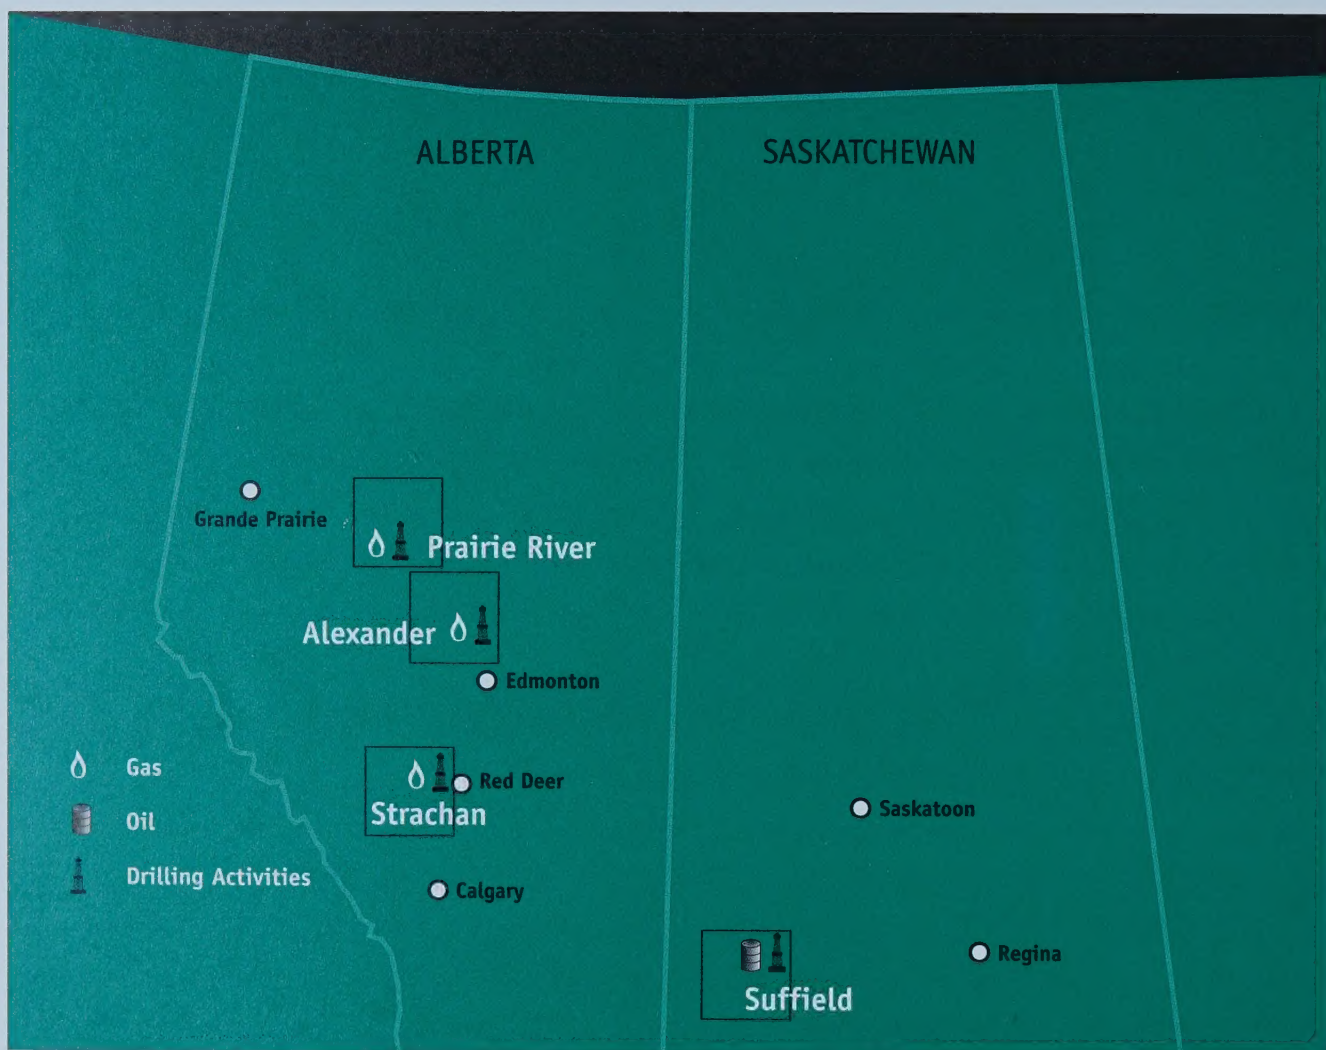 ALBERTA
SASKATCHEWAN
Grande Prairie
Prairie River
Alexander
Edmonton
Gas
Red Deer
Strachan
Oil
Saskatoon
Drilling Activities
Calgary
Regina
Suffield